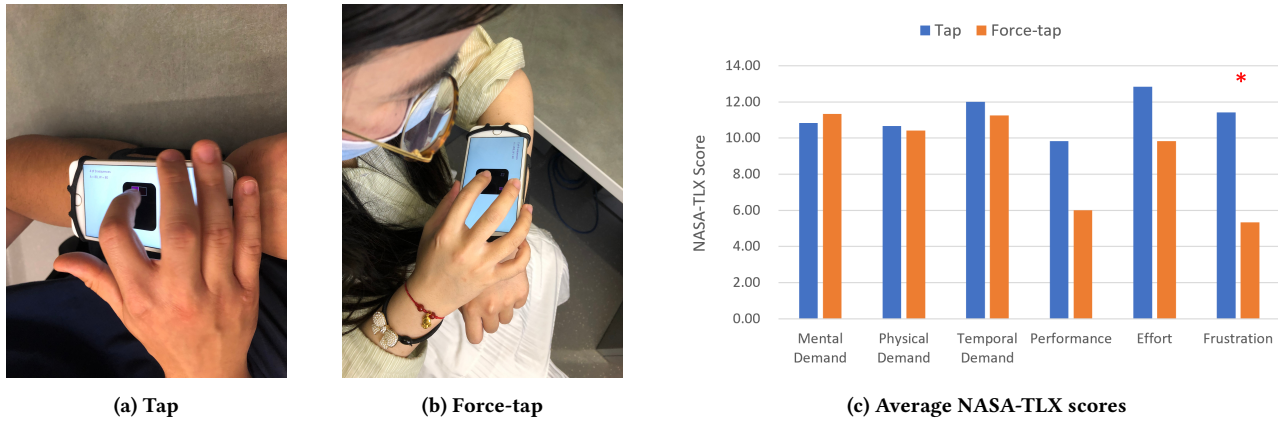 Tap Force-tap
14.00
*
12.00
10.00
8.00
6.00
4.00
2.00
0.00
NASA-TLX Score
Mental Demand
Physical Demand
Temporal Demand
Performance
Effort
Frustration
(a) Tap
(b) Force-tap
(c) Average NASA-TLX scores